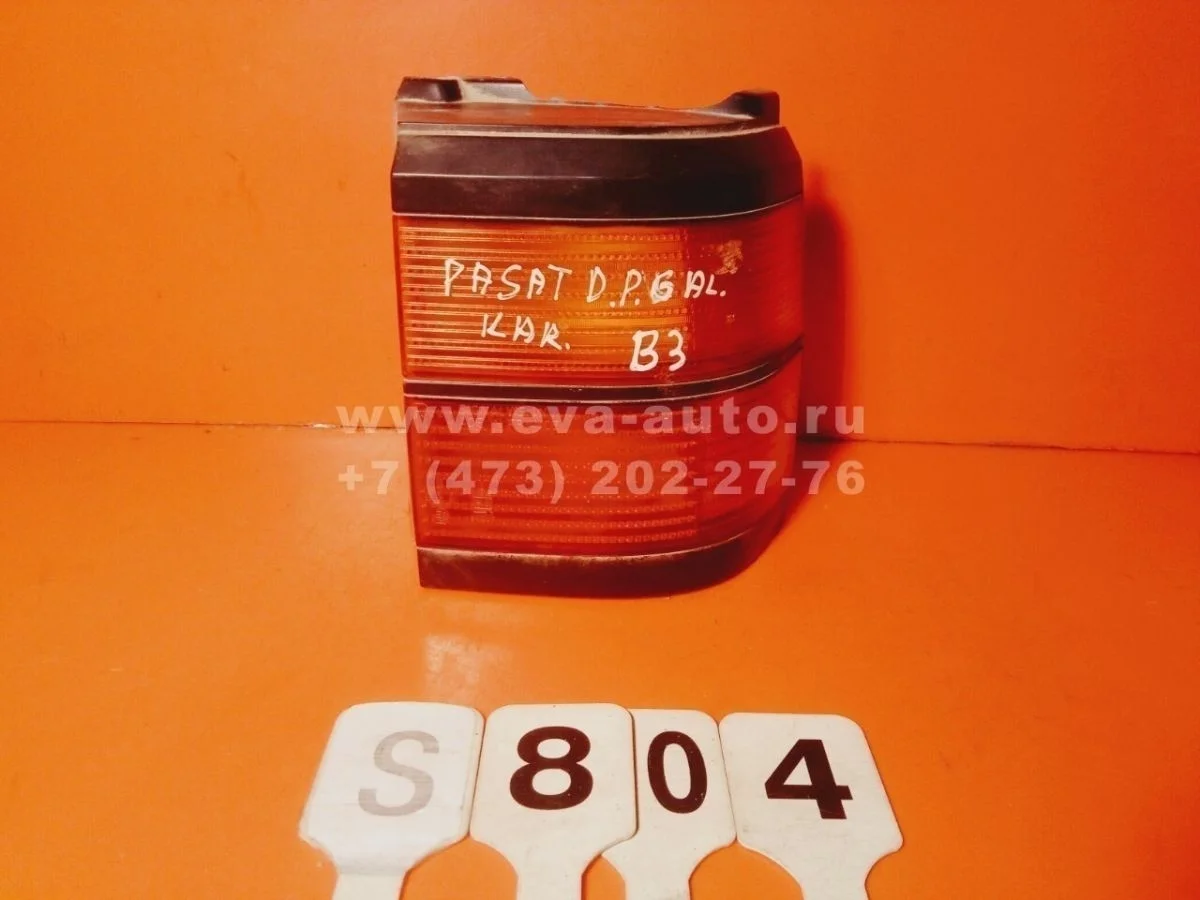 PASAT D.P.GAL.
KAR. B3
www.eva-auto.ru
+7 (473) 202-27-76
S 8 0 4